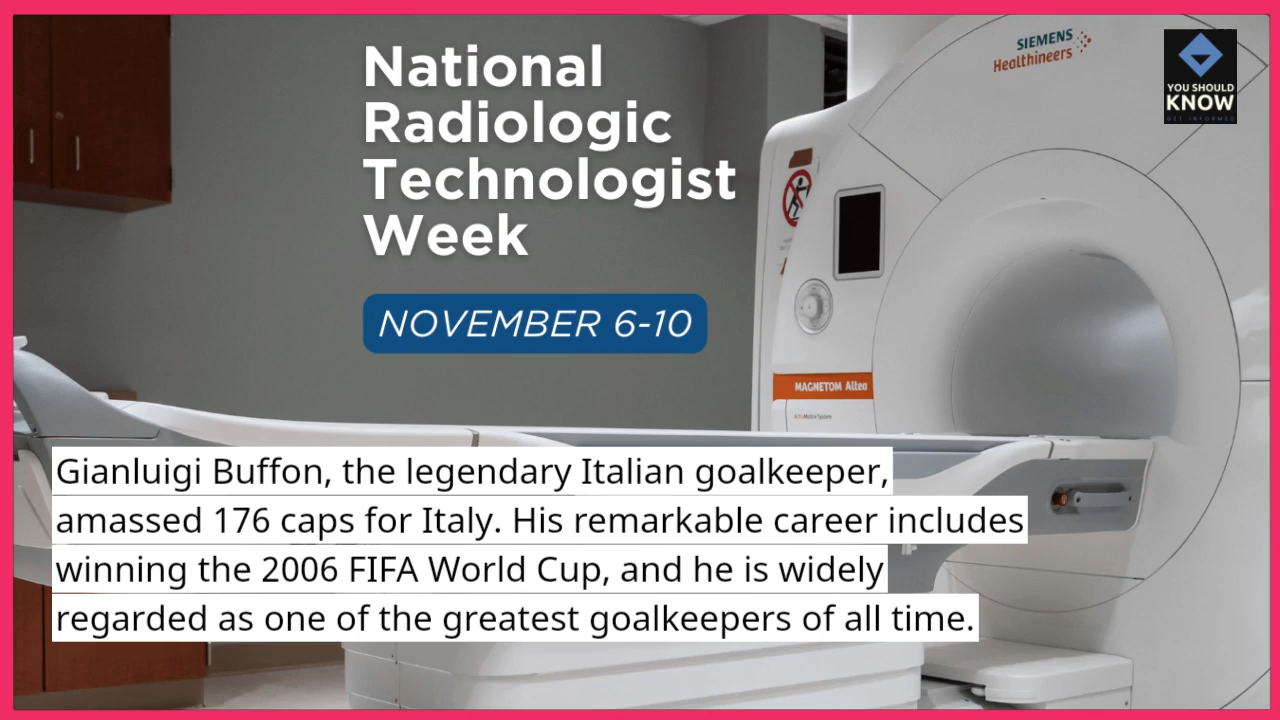 National
Radiologic
Technologist
Week
NOVEMBER 6-10
SIEMENS
Healthineers
YOU SHOULD
KNOW
GET INFORMED
MAGNETOM Altea
Gianluigi Buffon, the legendary Italian goalkeeper,
amassed 176 caps for Italy. His remarkable career includes
winning the 2006 FIFA World Cup, and he is widely
regarded as one of the greatest goalkeepers of all time.